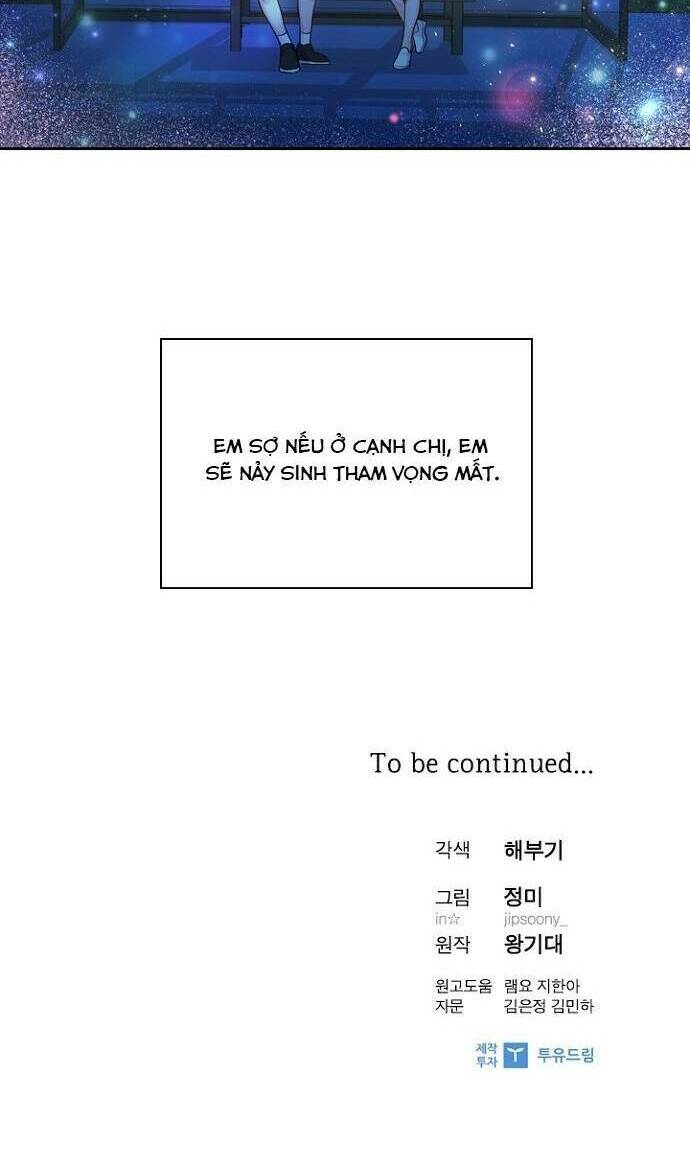 EM SỢ NẾU Ở CẠNH CHỊ, EM
SẼ NẢY SINH THAM VỌNG MẤT.
To be continued...
각색 해부기
그림 정미
in☆ jipsoony_
원작 왕기대
원고도움 램요 지한아
자문 김은정 김민하
제작
투자 투유드림